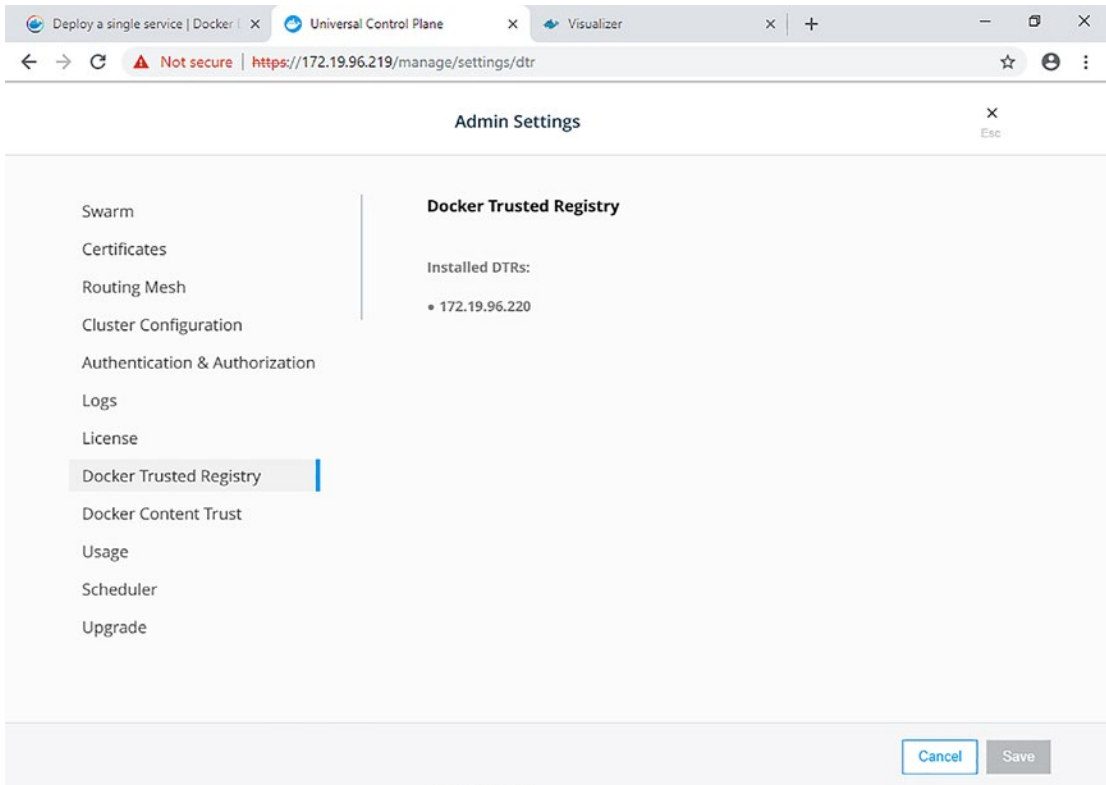 Deploy a single service | Docker
Universal Control Plane
Visualizer
Not secure | https://172.19.96.219/manage/settings/dtr
Admin Settings
Esc
Swarm
Certificates
Routing Mesh
Cluster Configuration
Authentication & Authorization
Logs
License
Docker Trusted Registry
Docker Content Trust
Usage
Scheduler
Upgrade
Docker Trusted Registry
Installed DTRs:
• 172.19.96.220
Cancel
Save